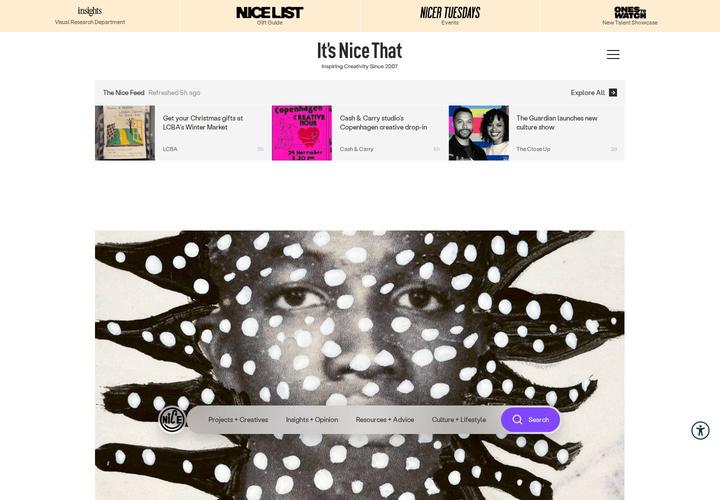 insights
Visual Research Department
NICE LIST
Gift Guide
NICER TUESDAYS
Events
ONES TO WATCH
New Talent Showcase
It's Nice That
Inspiring Creativity Since 2007
The Nice Feed Refreshed 5h ago
Explore All
Get your Christmas gifts at
LCBA's Winter Market
LCBA
5h
Copenhagen
CREATIVE
HOUR
29 November
Cash & Carry studio's
Copenhagen creative drop-in
Cash & Carry
6h
The Guardian launches new
culture show
The Close Up
2d
NICE
Projects + Creatives
Insights + Opinion
Resources + Advice
Culture + Lifestyle
Search